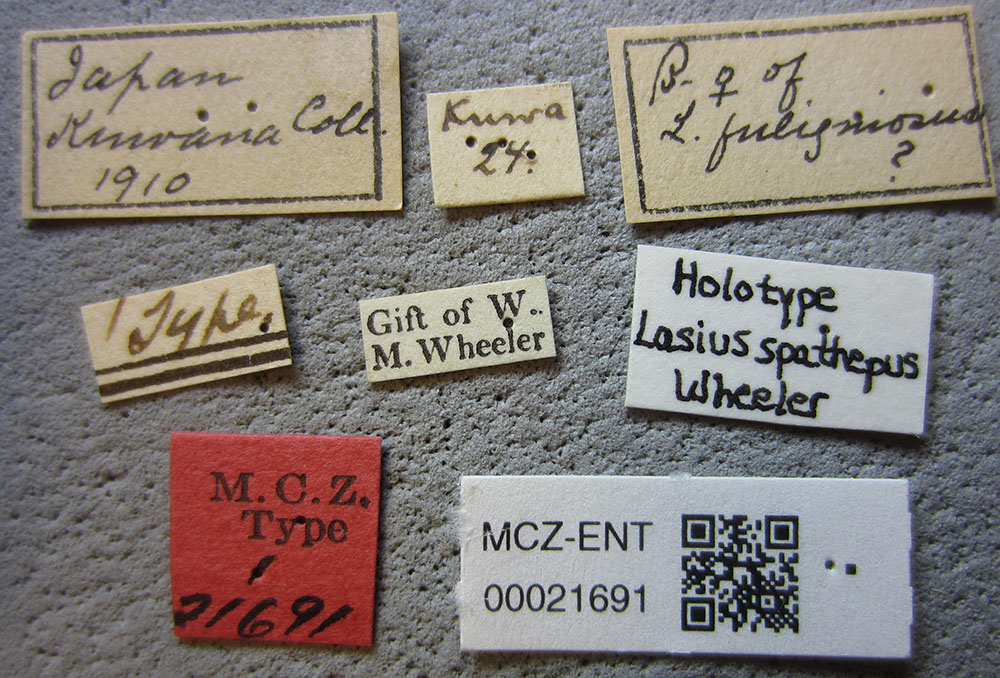 Japan
Kuwana Coll.
1910
Kuwa
24.
B- ♀ of
L. fuligniosus
?
1 Type.
Gift of W.
M. Wheeler
Holotype
Lasius spathepus
Wheeler
M.C.Z.
Type
1
21691
MCZ-ENT
00021691